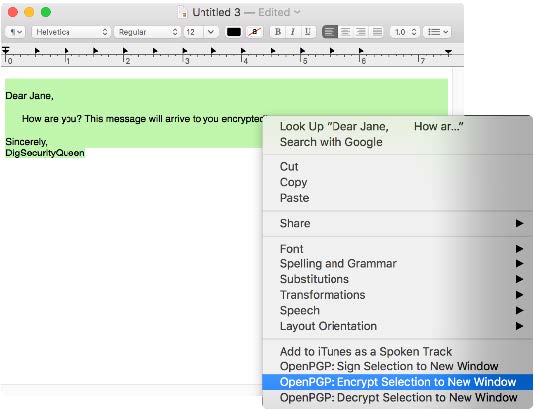 Untitled 3 — Edited
Helvetica Regular 12 a B I U 1.0
0 1 2 3 4 5 6 7
Dear Jane,
How are you? This message will arrive to you encrypted
Sincerely,
DigSecurityQueen
Look Up “Dear Jane, How ar...”
Search with Google
Cut
Copy
Paste
Share
Font
Spelling and Grammar
Substitutions
Transformations
Speech
Layout Orientation
Add to iTunes as a Spoken Track
OpenPGP: Sign Selection to New Window
OpenPGP: Encrypt Selection to New Window
OpenPGP: Decrypt Selection to New Window